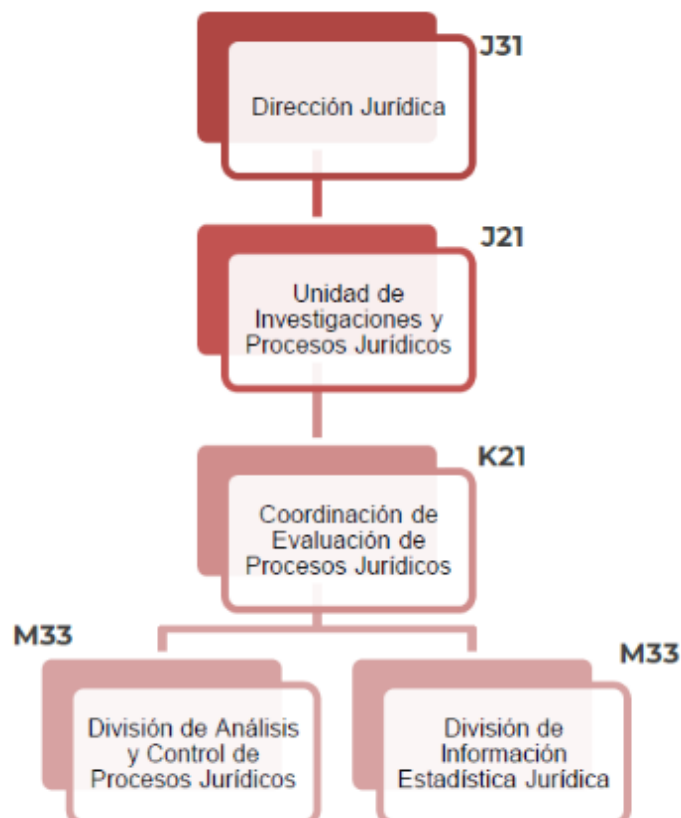 J31
Dirección Jurídica
J21
Unidad de
Investigaciones y
Procesos Jurídicos
K21
Coordinación de
Evaluación de
Procesos Jurídicos
M33
División de Análisis
y Control de
Procesos Jurídicos
M33
División de
Información
Estadística Jurídica